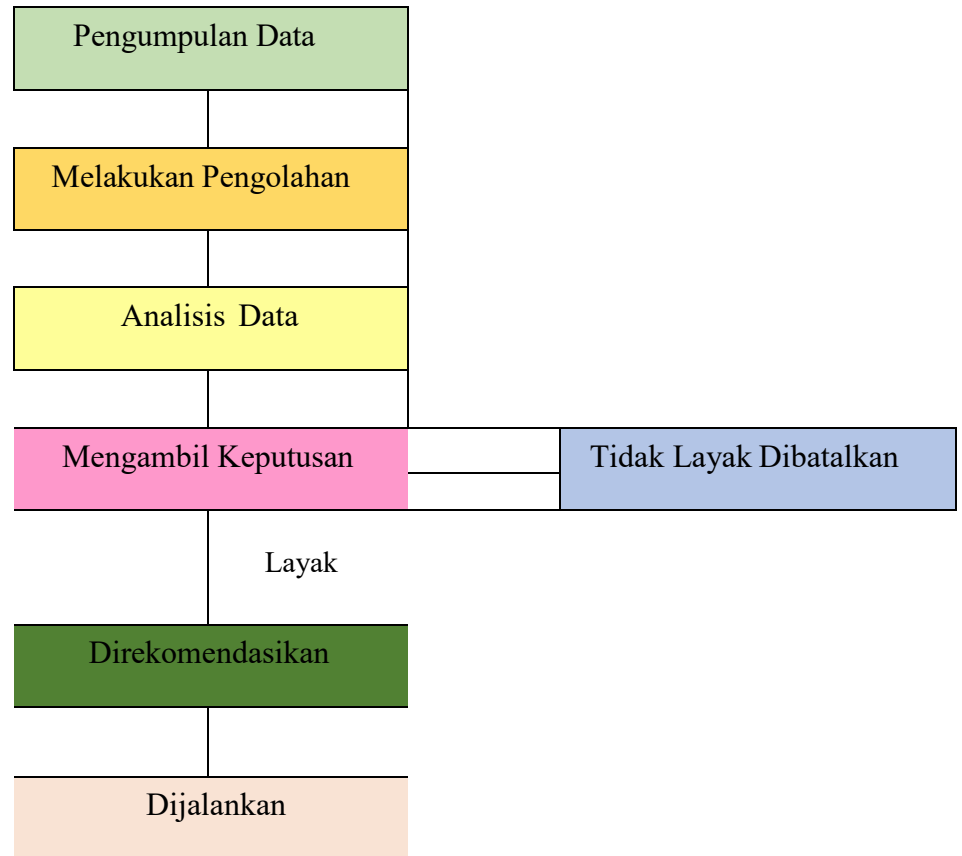 Pengumpulan Data
Melakukan Pengolahan
Analisis Data
Mengambil Keputusan
Tidak Layak Dibatalkan
Layak
Direkomendasikan
Dijalankan